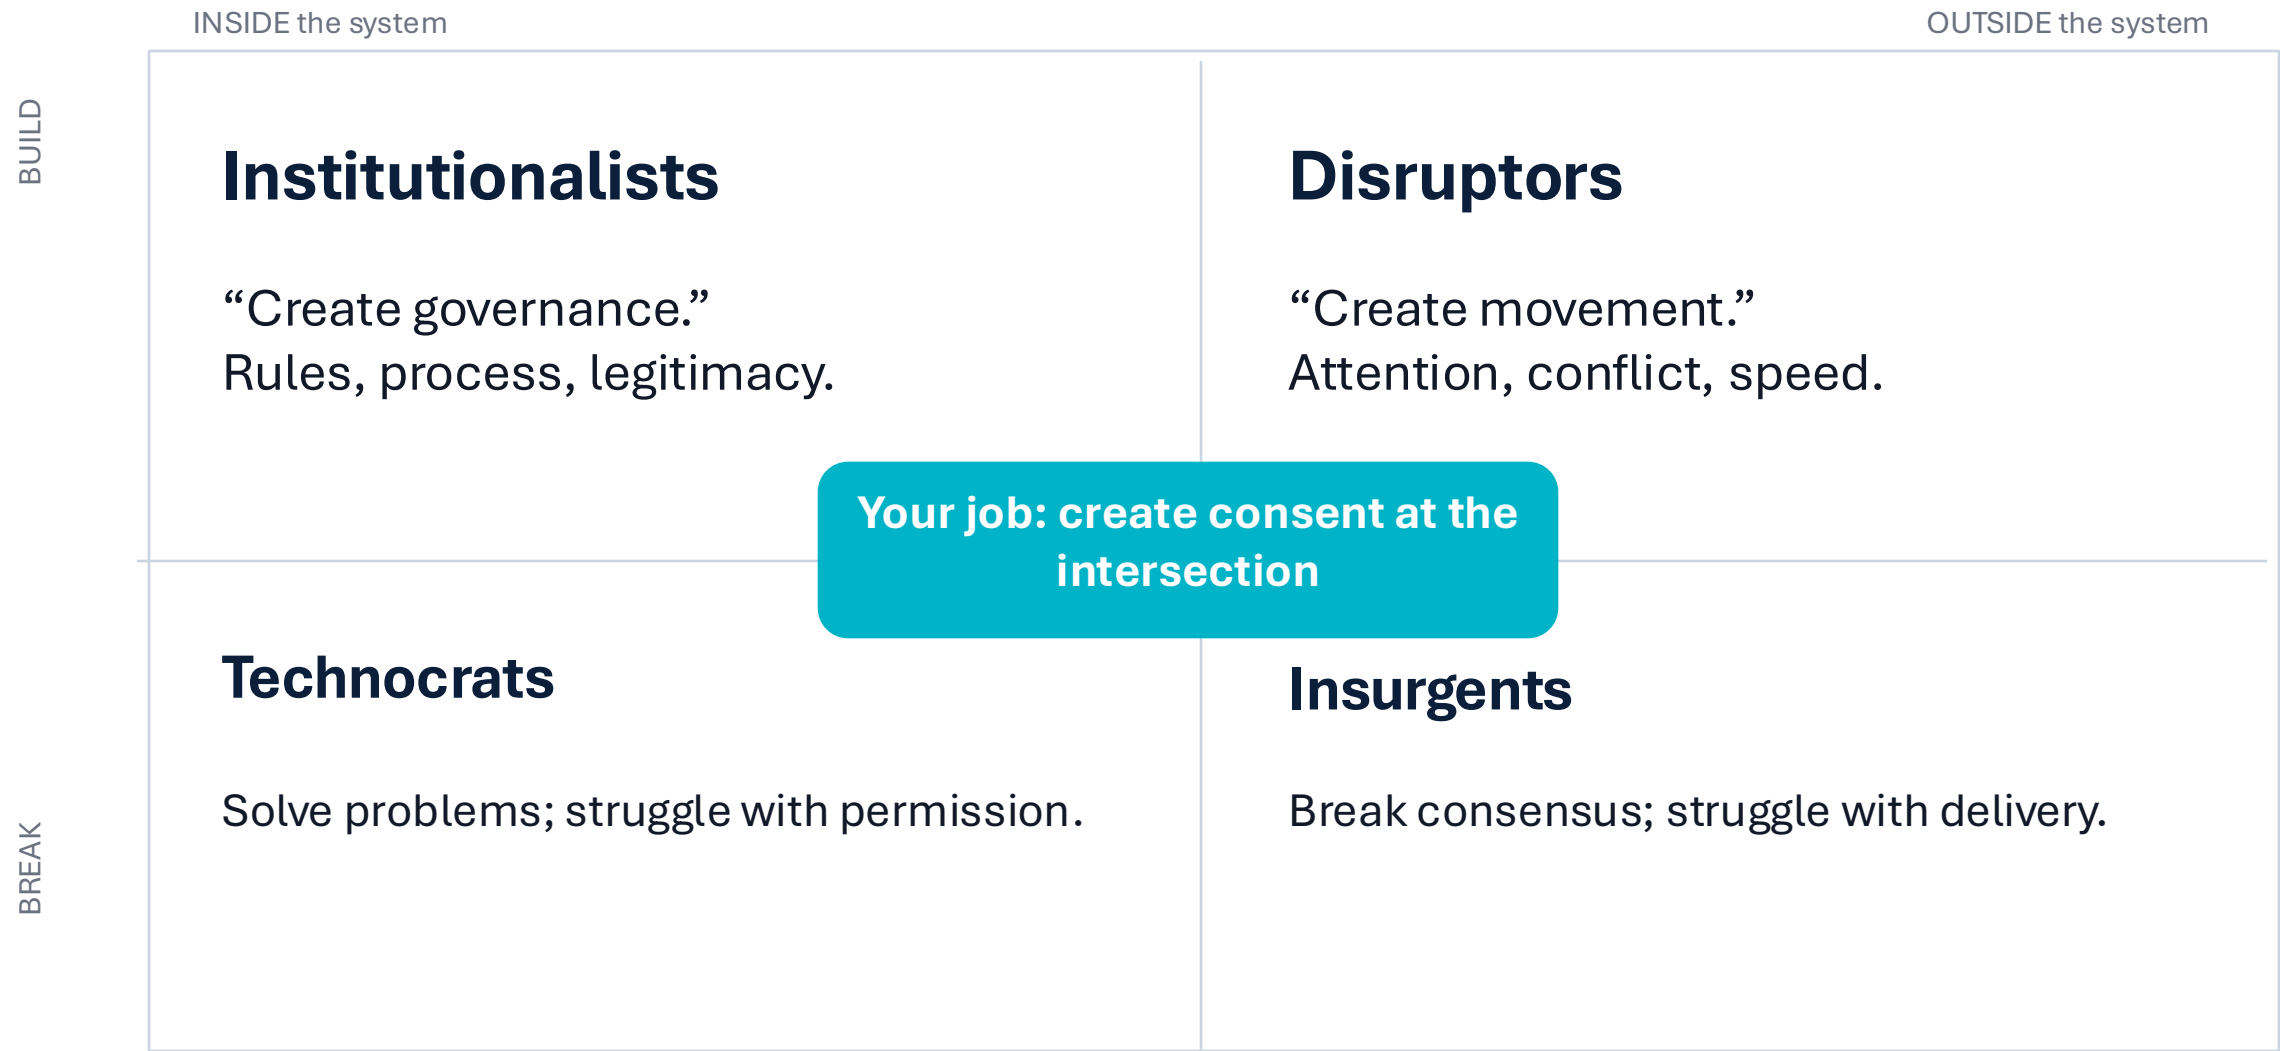 INSIDE the system
OUTSIDE the system
BUILD
Institutionalists
“Create governance.”
Rules, process, legitimacy.
Disruptors
“Create movement.”
Attention, conflict, speed.
Your job: create consent at the
intersection
BREAK
Technocrats
Solve problems; struggle with permission.
Insurgents
Break consensus; struggle with delivery.